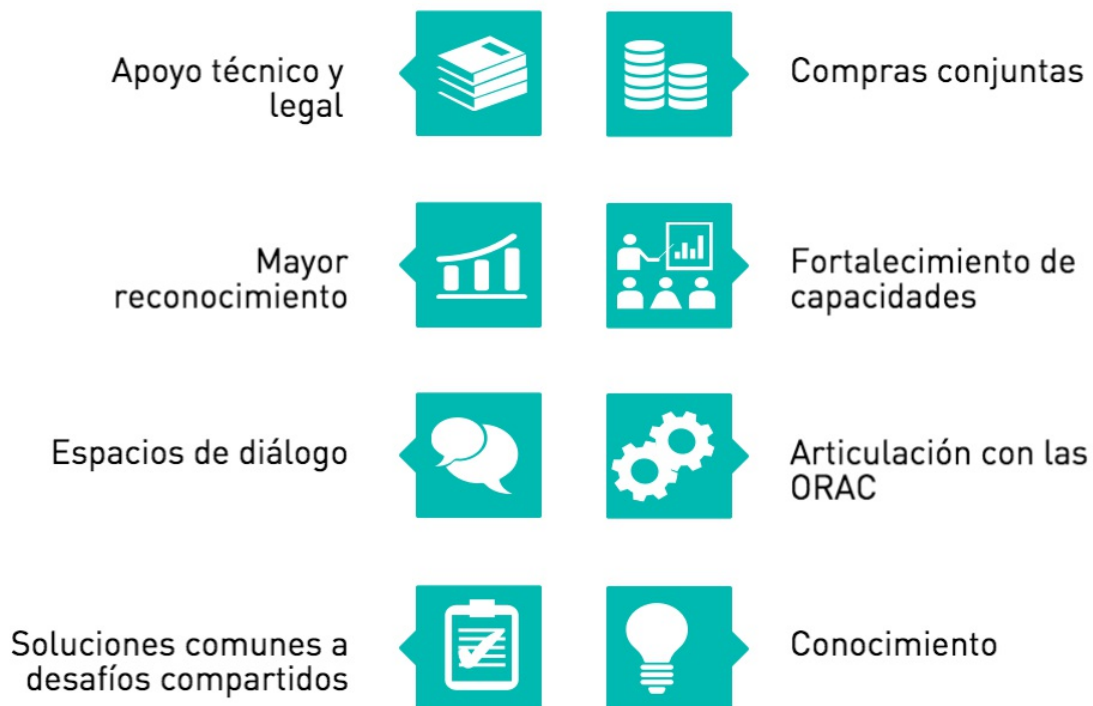 Apoyo técnico y
legal
Compras conjuntas
Mayor
reconocimiento
Fortalecimiento de
capacidades
Espacios de diálogo
Articulación con las
ORAC
Soluciones comunes a
desafíos compartidos
Conocimiento